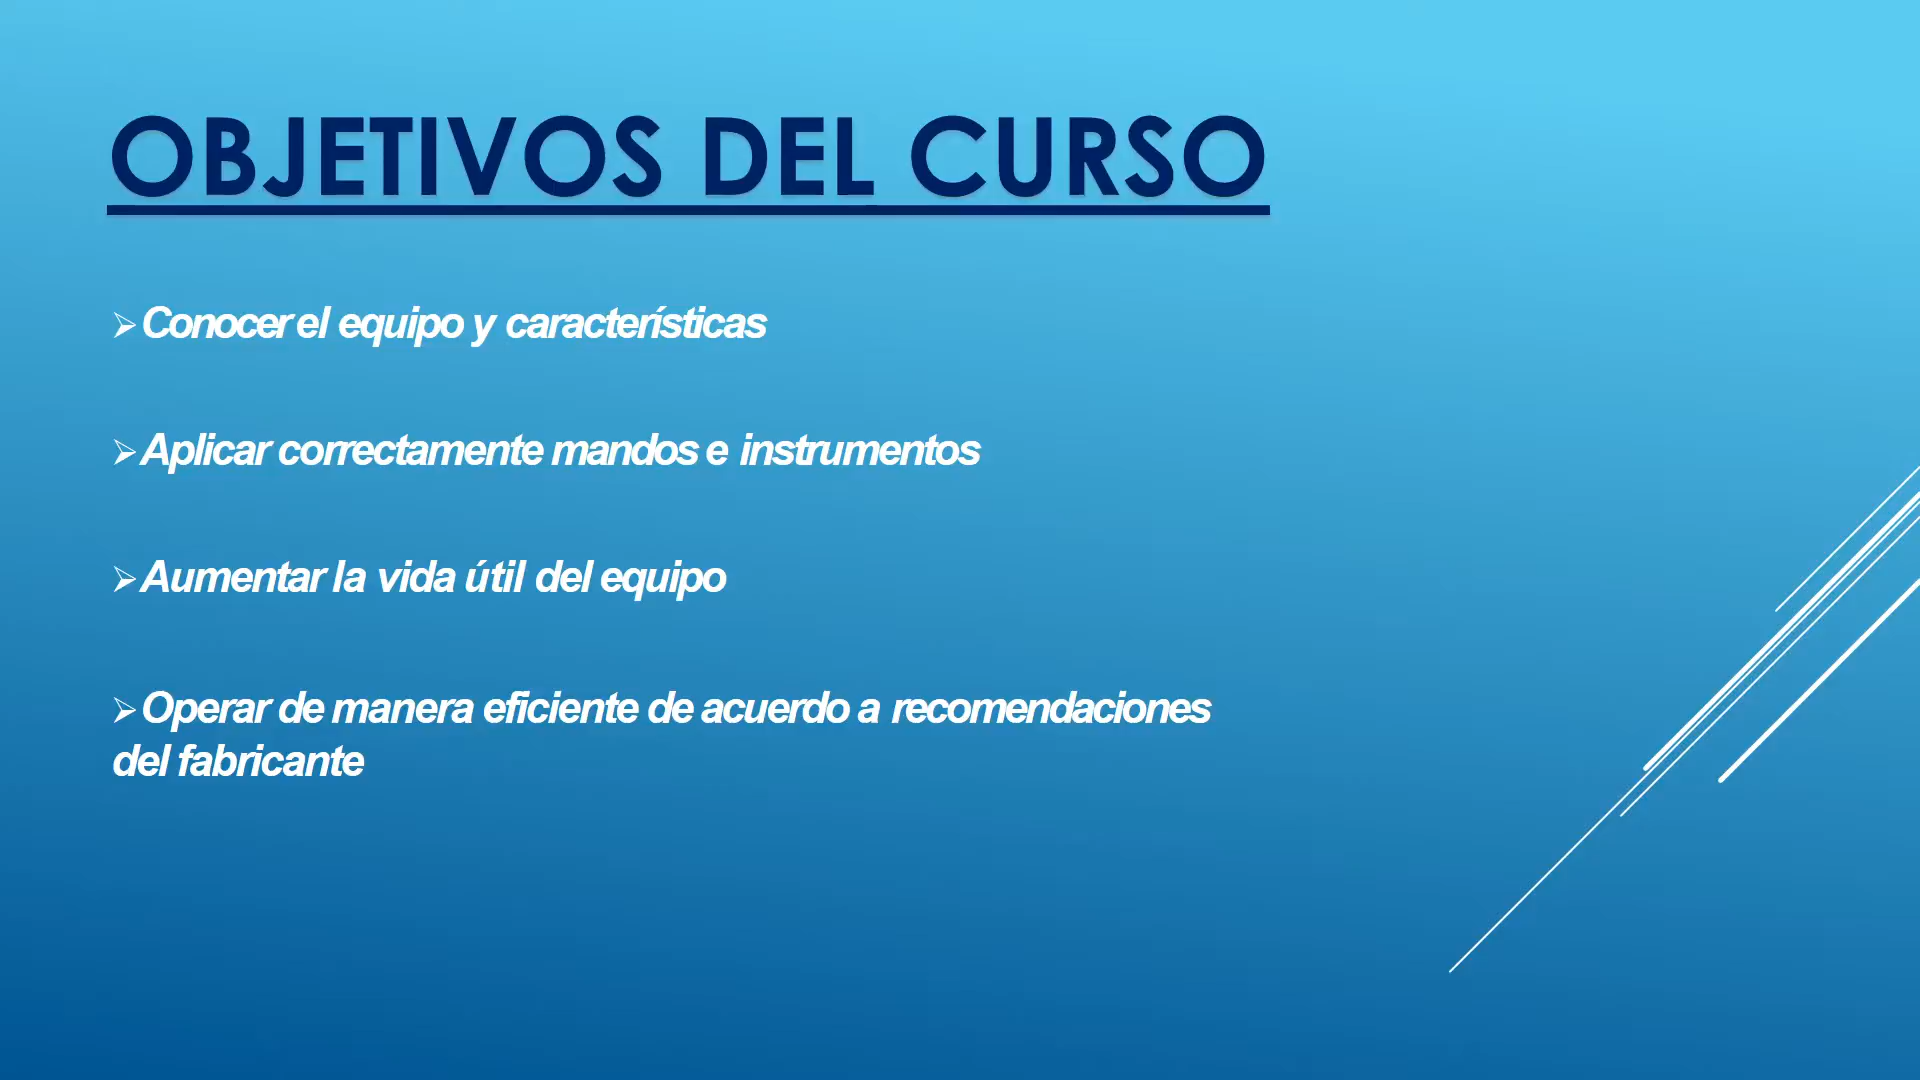 OBJETIVOS DEL CURSO
➢Conocer el equipo y características
➢Aplicar correctamente mandos e instrumentos
➢Aumentar la vida útil del equipo
➢Operar de manera eficiente de acuerdo a recomendaciones
del fabricante